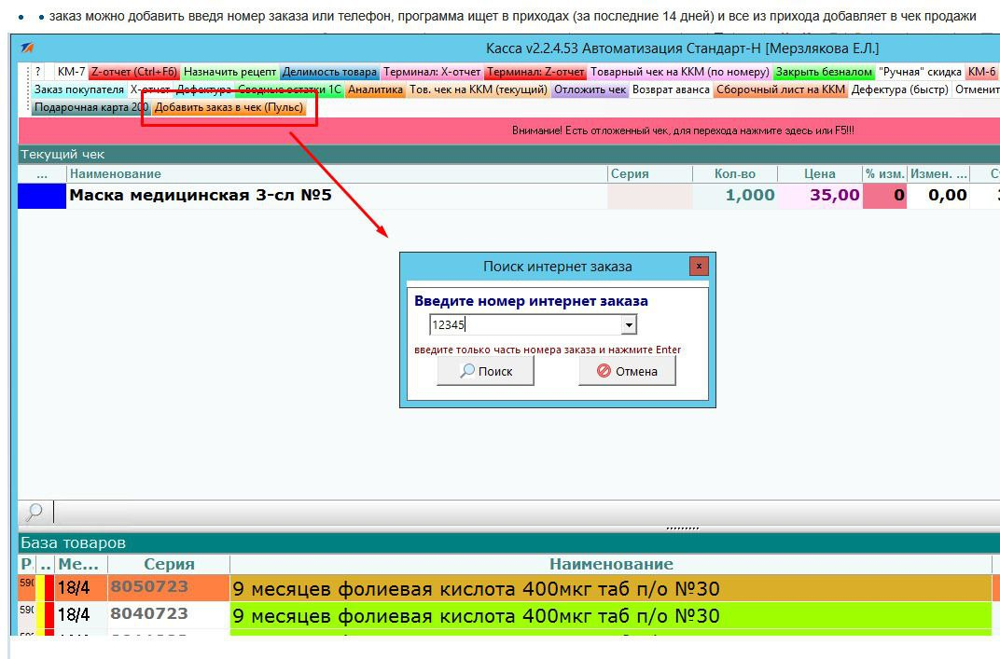 • • заказ можно добавить введя номер заказа или телефон, программа ищет в приходах (за последние 14 дней) и все из прихода добавляет в чек продажи
Касса v2.2.4.53 Автоматизация Стандарт-Н [Мерзлякова Е.Л.]
? КМ-7 Z-отчет (Ctrl+F6) Назначить рецепт Делимость товара Терминал: X-отчет Терминал: Z-отчет Товарный чек на ККМ (по номеру) Закрыть безналом "Ручная" скидка КМ-6
Заказ покупателя X-отчет Дефектура Сводные остатки 1С Аналитика Тов. чек на ККМ (текущий) Отложить чек Возврат аванса Сборочный лист на ККМ Дефектура (быстр) Отменит
Подарочная карта 200 Добавить заказ в чек (Пульс)
Внимание! Есть отложенный чек, для перехода нажмите здесь или F5!!!
Текущий чек
... Наименование Серия Кол-во Цена % изм. Измен. ...
Маска медицинская 3-сл №5 1,000 35,00 0 0,00
Поиск интернет заказа x
Введите номер интернет заказа
12345
введите только часть номера заказа и нажмите Enter
Поиск Отмена
База товаров
Р. .. Ме... Серия Наименование
590 18/4 8050723 9 месяцев фолиевая кислота 400мкг таб п/о №30
590 18/4 8040723 9 месяцев фолиевая кислота 400мкг таб п/о №30